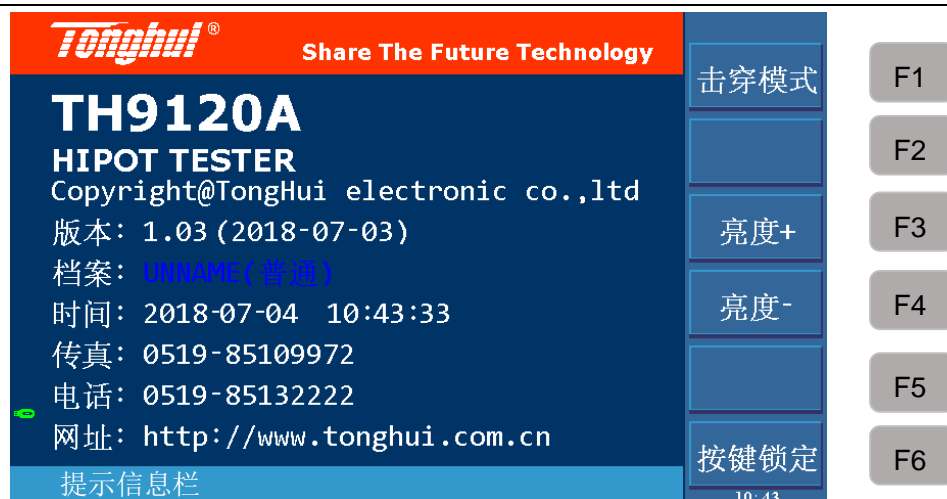 Tonghui®
Share The Future Technology
TH9120A
HIPOT TESTER
Copyright@TongHui electronic co.,ltd
版本: 1.03(2018-07-03)
档案: UNNAME(普通)
时间: 2018-07-04 10:43:33
传真: 0519-85109972
电话: 0519-85132222
网址: http://www.tonghui.com.cn
提示信息栏
击穿模式
亮度+
亮度-
按键锁定
10:43
F1
F2
F3
F4
F5
F6